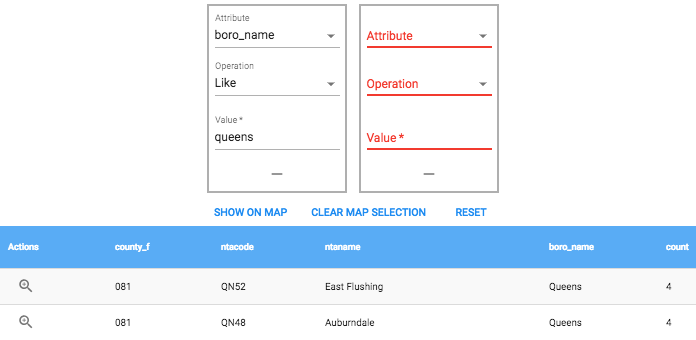 Attribute
boro_name
Operation
Like
Value *
queens
Attribute
Operation
Value *
SHOW ON MAP CLEAR MAP SELECTION RESET
Actions county_f ntacode ntaname boro_name count
081 QN52 East Flushing Queens 4
081 QN48 Auburndale Queens 4